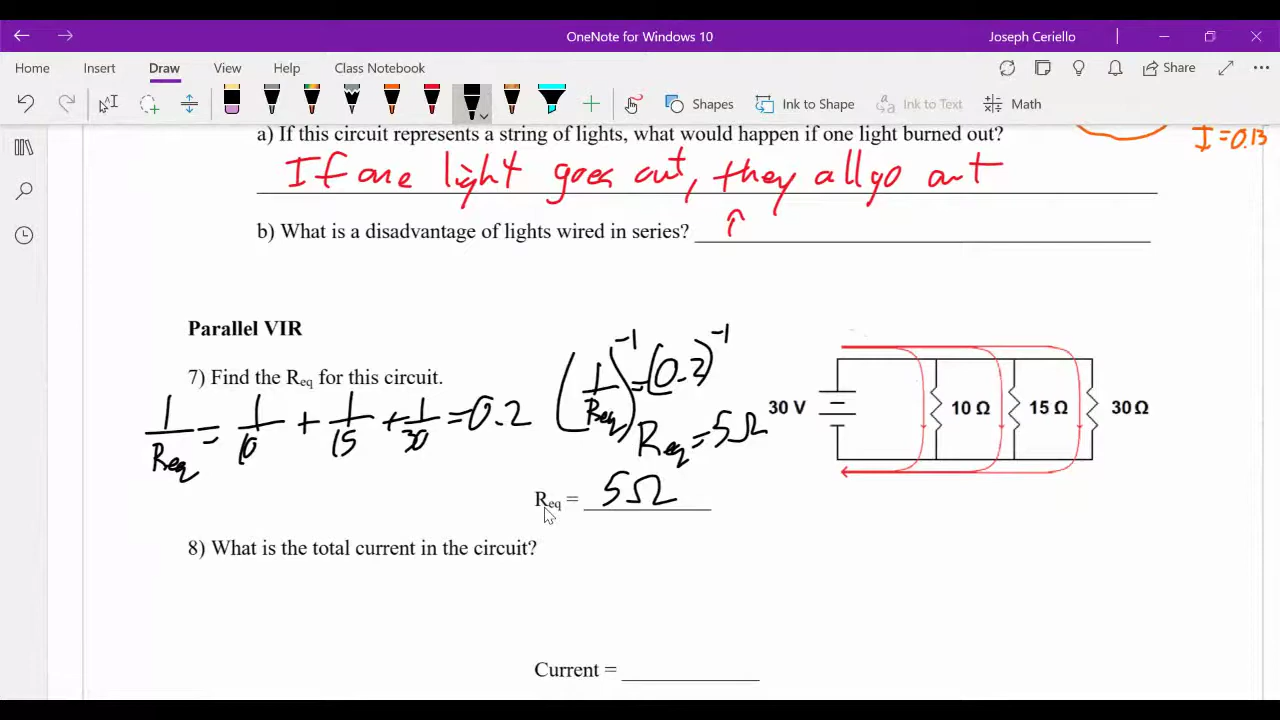 OneNote for Windows 10
Joseph Ceriello
Home Insert Draw View Help Class Notebook
Share
Shapes Ink to Shape Ink to Text Math
a) If this circuit represents a string of lights, what would happen if one light burned out?
I = 0.13
If one light goes out, they all go out
b) What is a disadvantage of lights wired in series? ↑
Parallel VIR
7) Find the Req for this circuit.
1/Req = 1/10 + 1/15 + 1/30 = 0.2
(1/Req)^-1 = (0.2)^-1
Req = 5Ω
30 V 10 Ω 15 Ω 30 Ω
Req = 5Ω
8) What is the total current in the circuit?
Current =